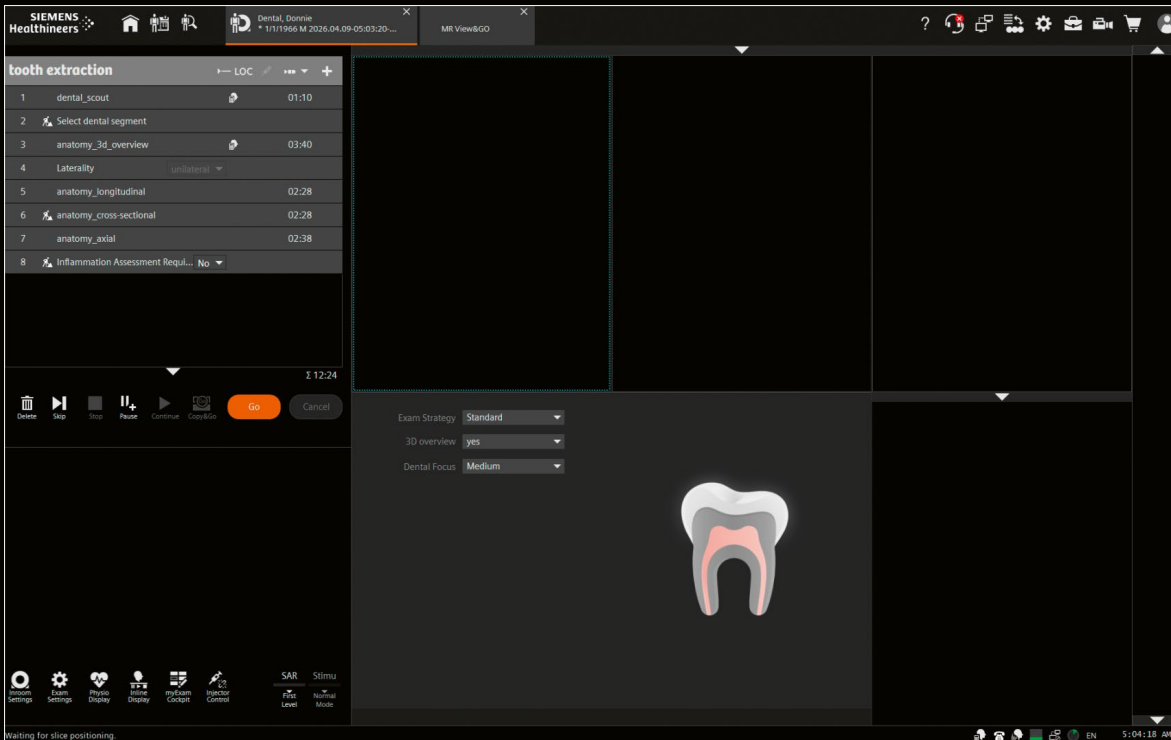 SIEMENS
Healthineers
Dental, Donnie
* 1/1/1966 M 2026.04.09-05:03:20-...
MR View&GO
?
tooth extraction
LOC
1 dental_scout 01:10
2 Select dental segment
3 anatomy_3d_overview 03:40
4 Laterality unilateral
5 anatomy_longitudinal 02:28
6 anatomy_cross-sectional 02:28
7 anatomy_axial 02:38
8 Inflammation Assessment Requi... No
Σ 12:24
Delete Skip Stop Pause Continue Copy&Go Go Cancel
Exam Strategy Standard
3D overview yes
Dental Focus Medium
Inroom Settings
Exam Settings
Physio Display
Inline Display
myExam Cockpit
Injector Control
SAR Stimu
First Level
Normal Mode
Waiting for slice positioning.
EN 5:04:18 AM